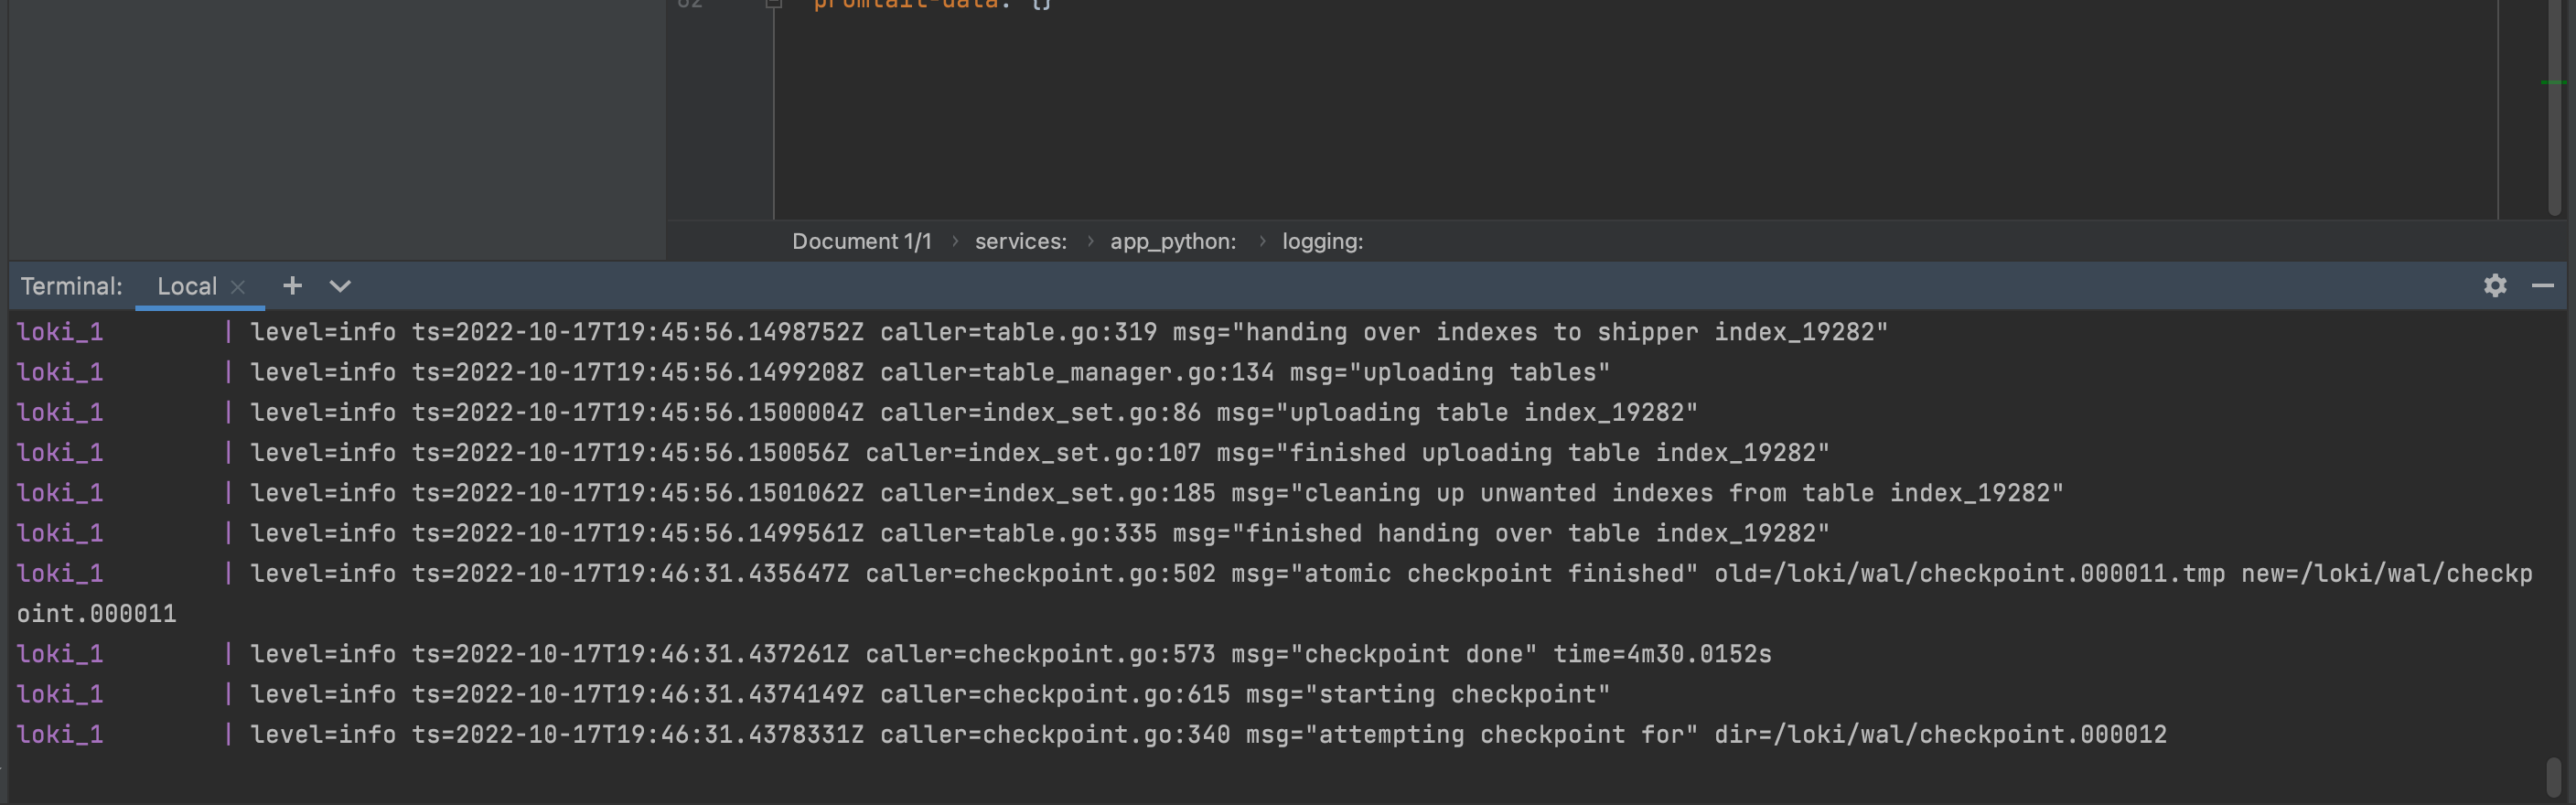 62 promtail-data: {}
Document 1/1 › services: › app_python: › logging:
Terminal: Local × +
loki_1 | level=info ts=2022-10-17T19:45:56.1498752Z caller=table.go:319 msg="handing over indexes to shipper index_19282"
loki_1 | level=info ts=2022-10-17T19:45:56.1499208Z caller=table_manager.go:134 msg="uploading tables"
loki_1 | level=info ts=2022-10-17T19:45:56.1500004Z caller=index_set.go:86 msg="uploading table index_19282"
loki_1 | level=info ts=2022-10-17T19:45:56.150056Z caller=index_set.go:107 msg="finished uploading table index_19282"
loki_1 | level=info ts=2022-10-17T19:45:56.1501062Z caller=index_set.go:185 msg="cleaning up unwanted indexes from table index_19282"
loki_1 | level=info ts=2022-10-17T19:45:56.1499561Z caller=table.go:335 msg="finished handing over table index_19282"
loki_1 | level=info ts=2022-10-17T19:46:31.435647Z caller=checkpoint.go:502 msg="atomic checkpoint finished" old=/loki/wal/checkpoint.000011.tmp new=/loki/wal/checkp
oint.000011
loki_1 | level=info ts=2022-10-17T19:46:31.437261Z caller=checkpoint.go:573 msg="checkpoint done" time=4m30.0152s
loki_1 | level=info ts=2022-10-17T19:46:31.4374149Z caller=checkpoint.go:615 msg="starting checkpoint"
loki_1 | level=info ts=2022-10-17T19:46:31.4378331Z caller=checkpoint.go:340 msg="attempting checkpoint for" dir=/loki/wal/checkpoint.000012